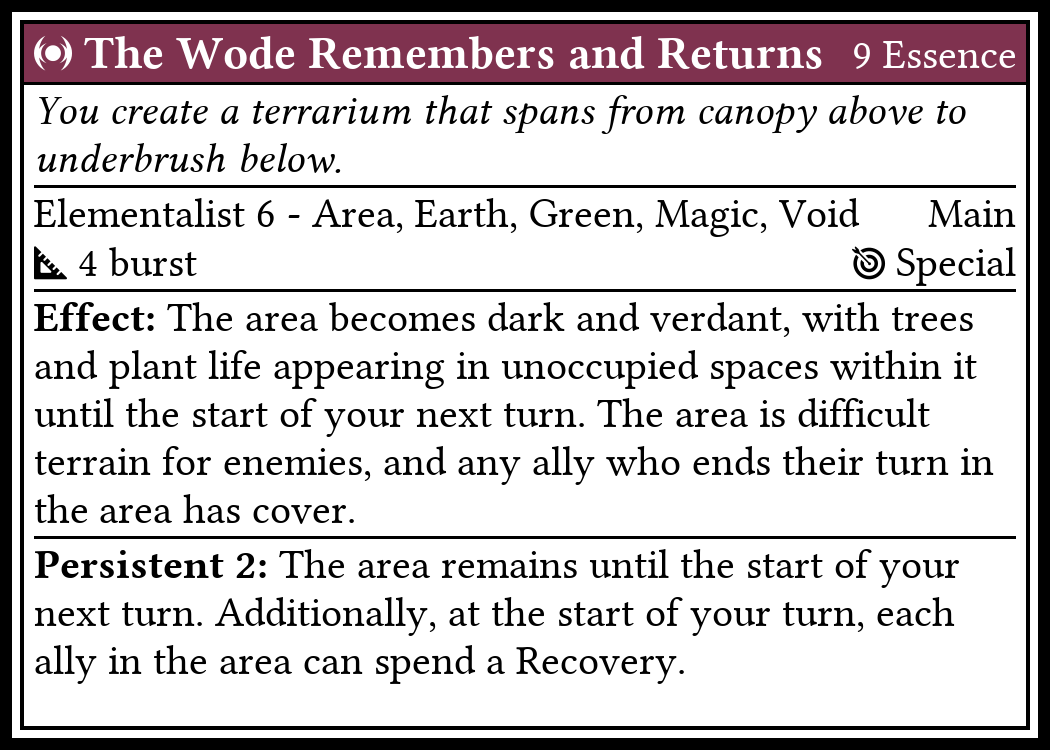 The Wode Remembers and Returns 9 Essence
You create a terrarium that spans from canopy above to
underbrush below.
Elementalist 6 - Area, Earth, Green, Magic, Void Main
4 burst Special
Effect: The area becomes dark and verdant, with trees
and plant life appearing in unoccupied spaces within it
until the start of your next turn. The area is difficult
terrain for enemies, and any ally who ends their turn in
the area has cover.
Persistent 2: The area remains until the start of your
next turn. Additionally, at the start of your turn, each
ally in the area can spend a Recovery.